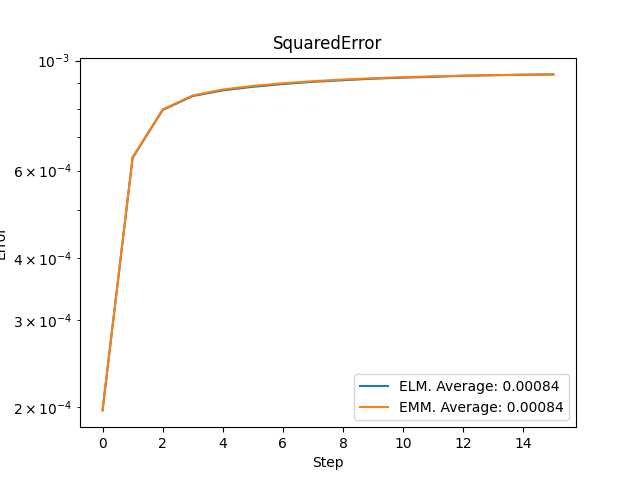 SquaredError
10⁻³
6 × 10⁻⁴
4 × 10⁻⁴
3 × 10⁻⁴
2 × 10⁻⁴
Error
ELM. Average: 0.00084
EMM. Average: 0.00084
0 2 4 6 8 10 12 14
Step